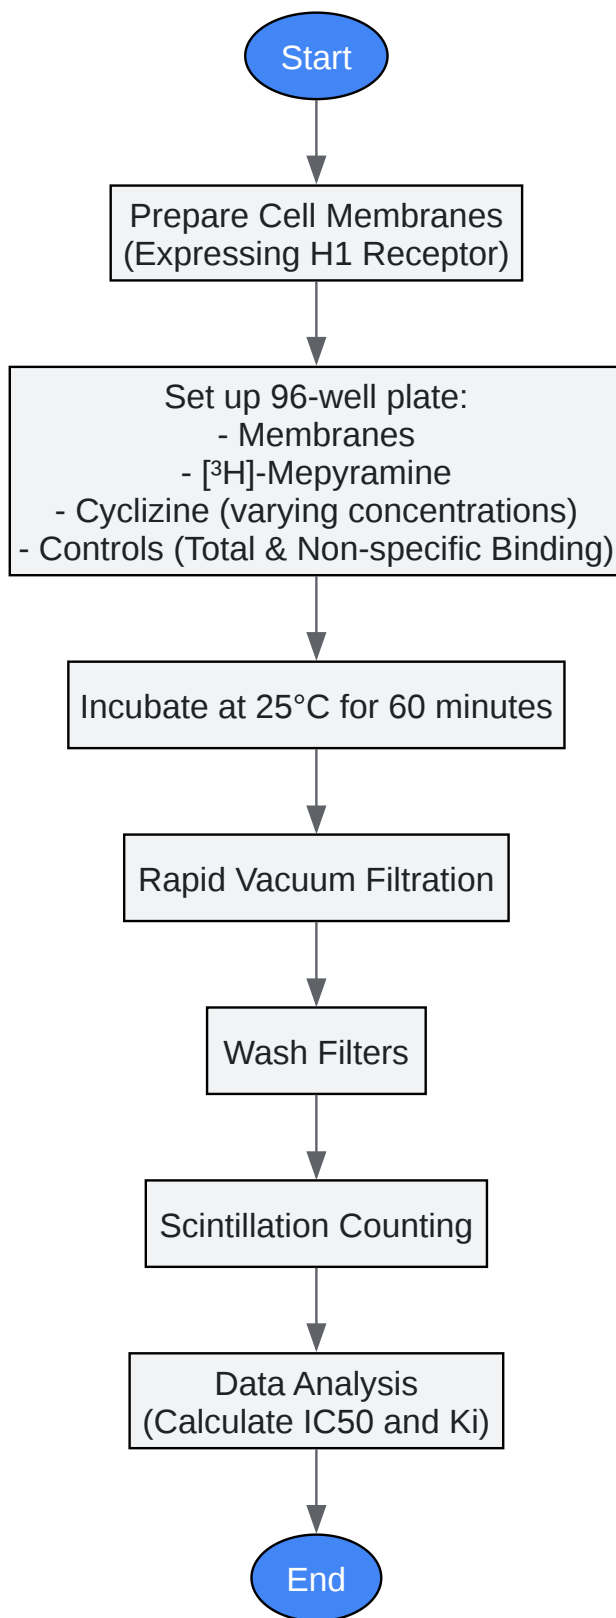 Start
Prepare Cell Membranes
(Expressing H1 Receptor)
Set up 96-well plate:
- Membranes
- [³H]-Mepyramine
- Cyclizine (varying concentrations)
- Controls (Total & Non-specific Binding)
Incubate at 25°C for 60 minutes
Rapid Vacuum Filtration
Wash Filters
Scintillation Counting
Data Analysis
(Calculate IC50 and Ki)
End